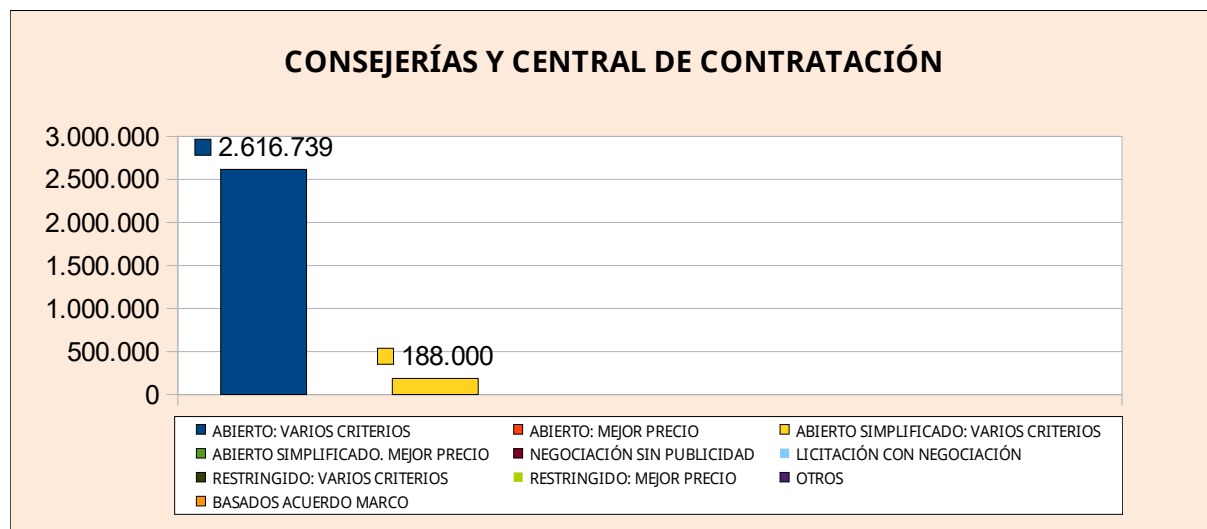 CONSEJERÍAS Y CENTRAL DE CONTRATACIÓN
3.000.000
2.616.739
2.500.000
2.000.000
1.500.000
1.000.000
500.000
188.000
0
ABIERTO: VARIOS CRITERIOS ABIERTO: MEJOR PRECIO ABIERTO SIMPLIFICADO: VARIOS CRITERIOS
ABIERTO SIMPLIFICADO. MEJOR PRECIO NEGOCIACIÓN SIN PUBLICIDAD LICITACIÓN CON NEGOCIACIÓN
RESTRINGIDO: VARIOS CRITERIOS RESTRINGIDO: MEJOR PRECIO OTROS
BASADOS ACUERDO MARCO